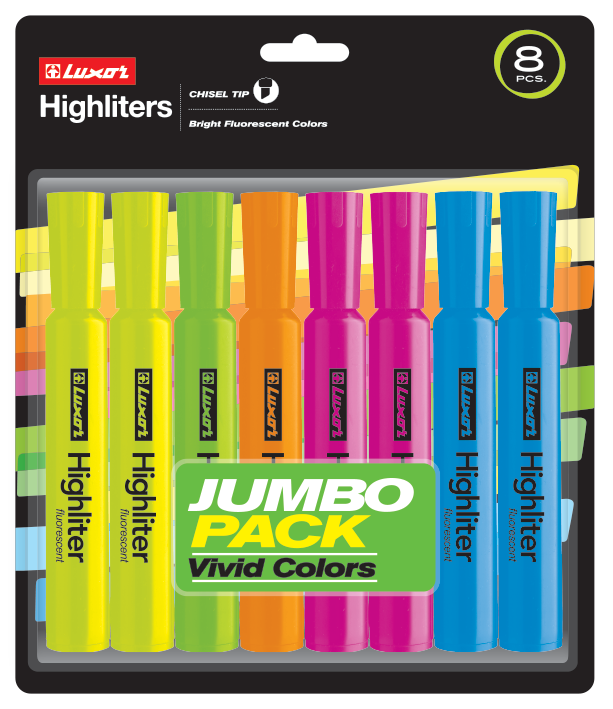 Luxor
Highliters
CHISEL TIP
Bright Fluorescent Colors
8
PCS.
Luxor
Highliter
fluorescent
Luxor
Highliter
fluorescent
Luxor
Luxor
Luxor
Luxor
Luxor
Highliter
fluorescent
Luxor
Highliter
fluorescent
JUMBO
PACK
Vivid Colors